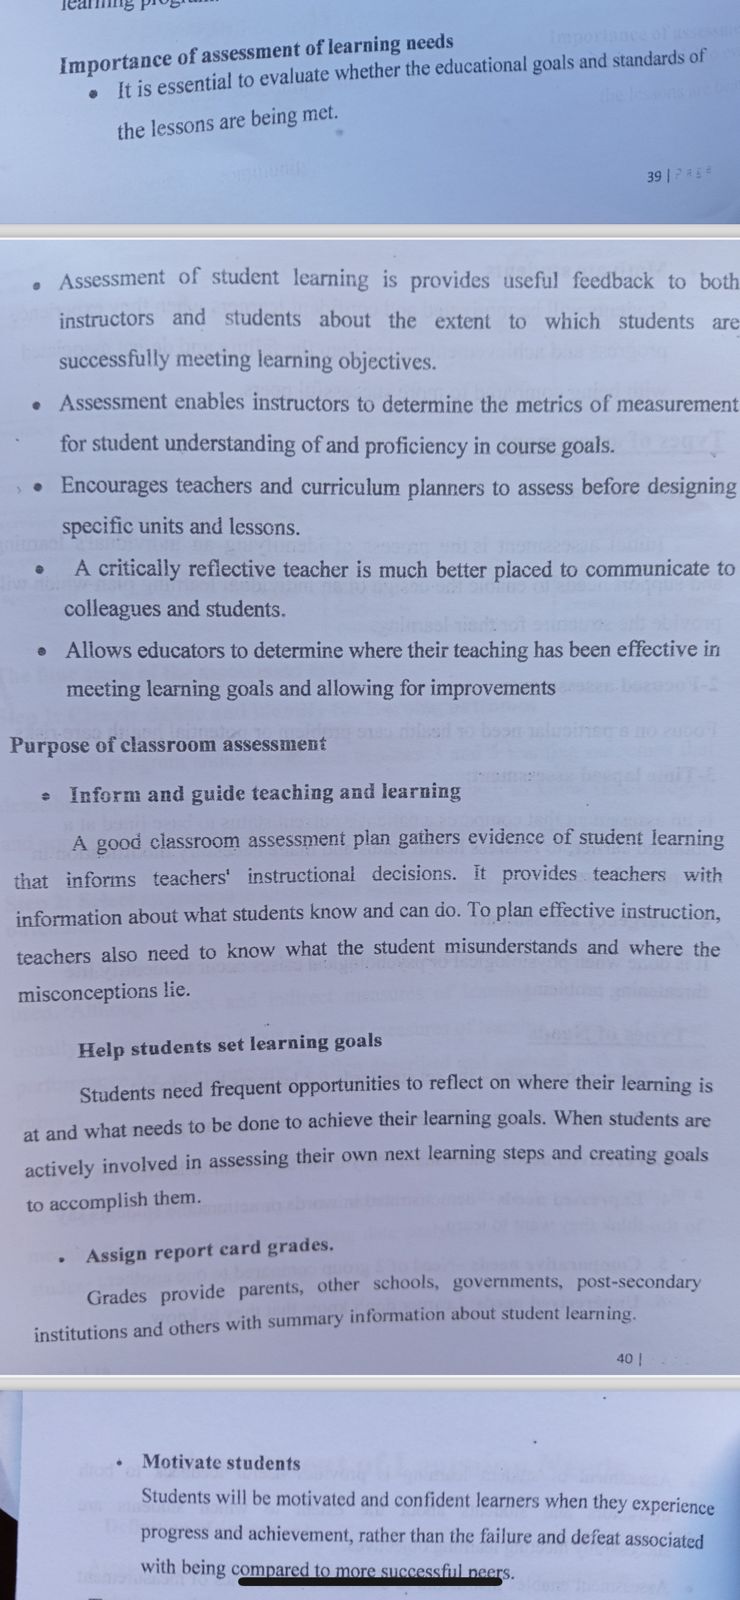 Importance of assessment of learning needs
• It is essential to evaluate whether the educational goals and standards of
the lessons are being met.
39 |
• Assessment of student learning is provides useful feedback to both
instructors and students about the extent to which students are
successfully meeting learning objectives.
• Assessment enables instructors to determine the metrics of measurement
for student understanding of and proficiency in course goals.
• Encourages teachers and curriculum planners to assess before designing
specific units and lessons.
• A critically reflective teacher is much better placed to communicate to
colleagues and students.
• Allows educators to determine where their teaching has been effective in
meeting learning goals and allowing for improvements
Purpose of classroom assessment
• Inform and guide teaching and learning
A good classroom assessment plan gathers evidence of student learning
that informs teachers' instructional decisions. It provides teachers with
information about what students know and can do. To plan effective instruction,
teachers also need to know what the student misunderstands and where the
misconceptions lie.
Help students set learning goals
Students need frequent opportunities to reflect on where their learning is
at and what needs to be done to achieve their learning goals. When students are
actively involved in assessing their own next learning steps and creating goals
to accomplish them.
• Assign report card grades.
Grades provide parents, other schools, governments, post-secondary
institutions and others with summary information about student learning.
40 |
• Motivate students
Students will be motivated and confident learners when they experience
progress and achievement, rather than the failure and defeat associated
with being compared to more successful peers.